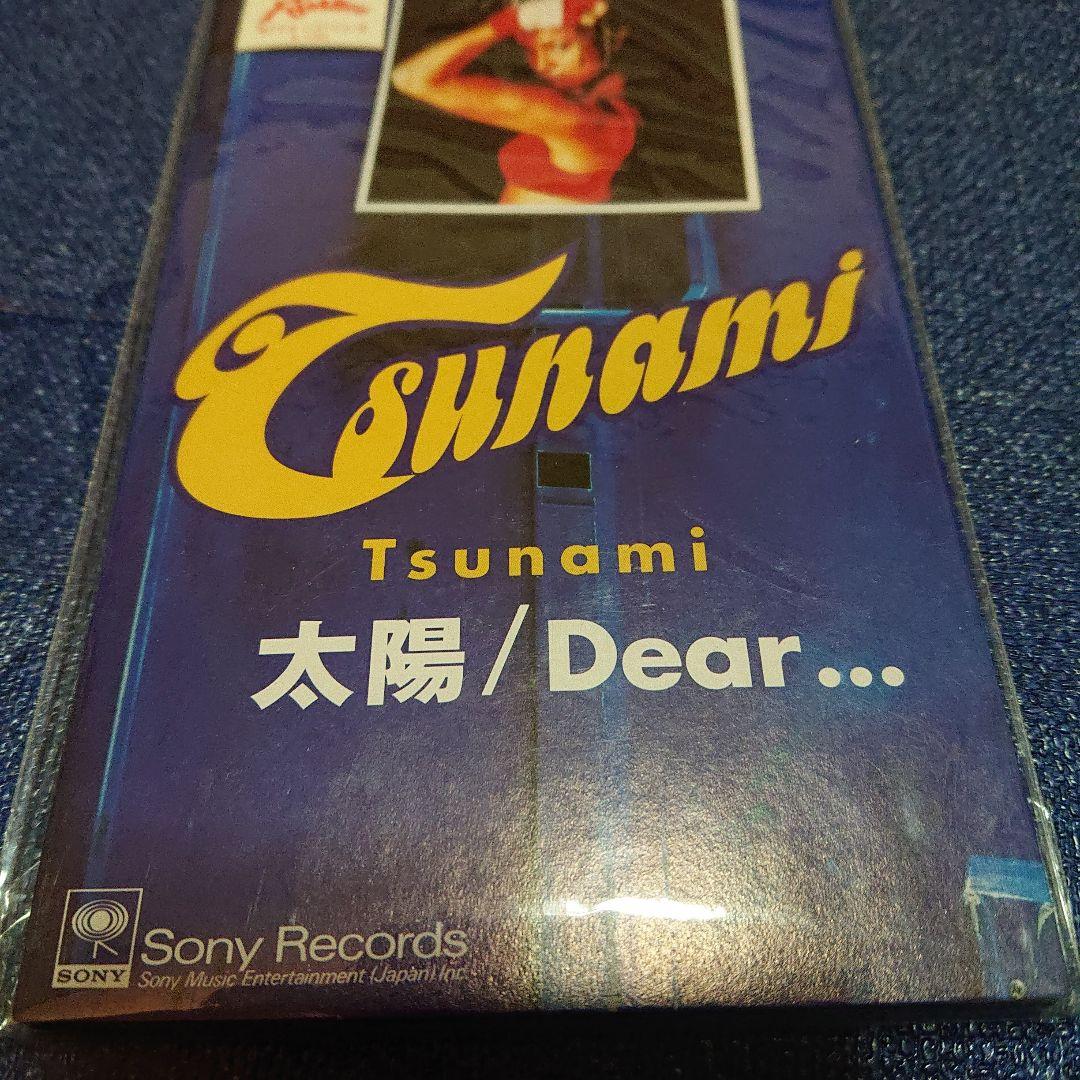 Tsunami
Tsunami
太陽/Dear...
Sony Records
SONY
Sony Music Entertainment (Japan) Inc.